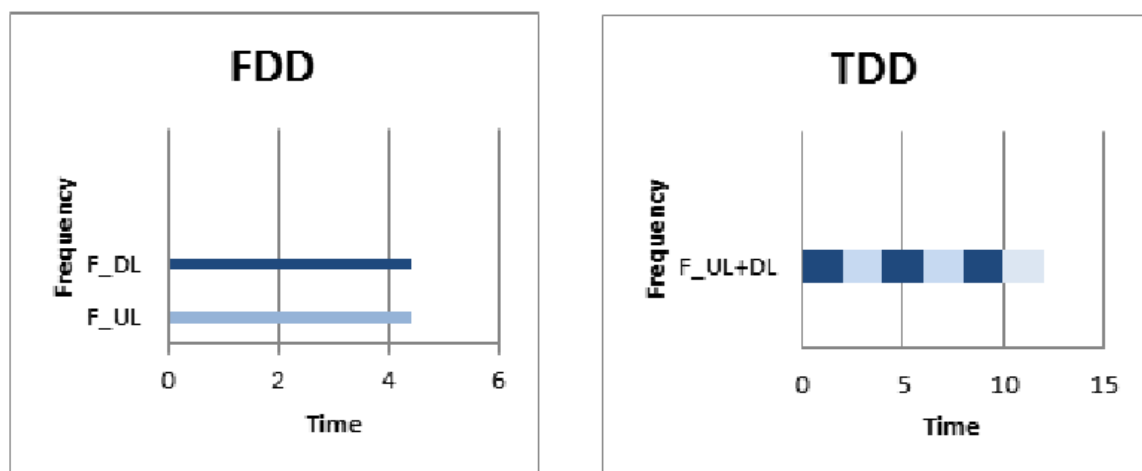 FDD
Frequency
F_DL
F_UL
0 2 4 6
Time
TDD
Frequency
F_UL+DL
0 5 10 15
Time